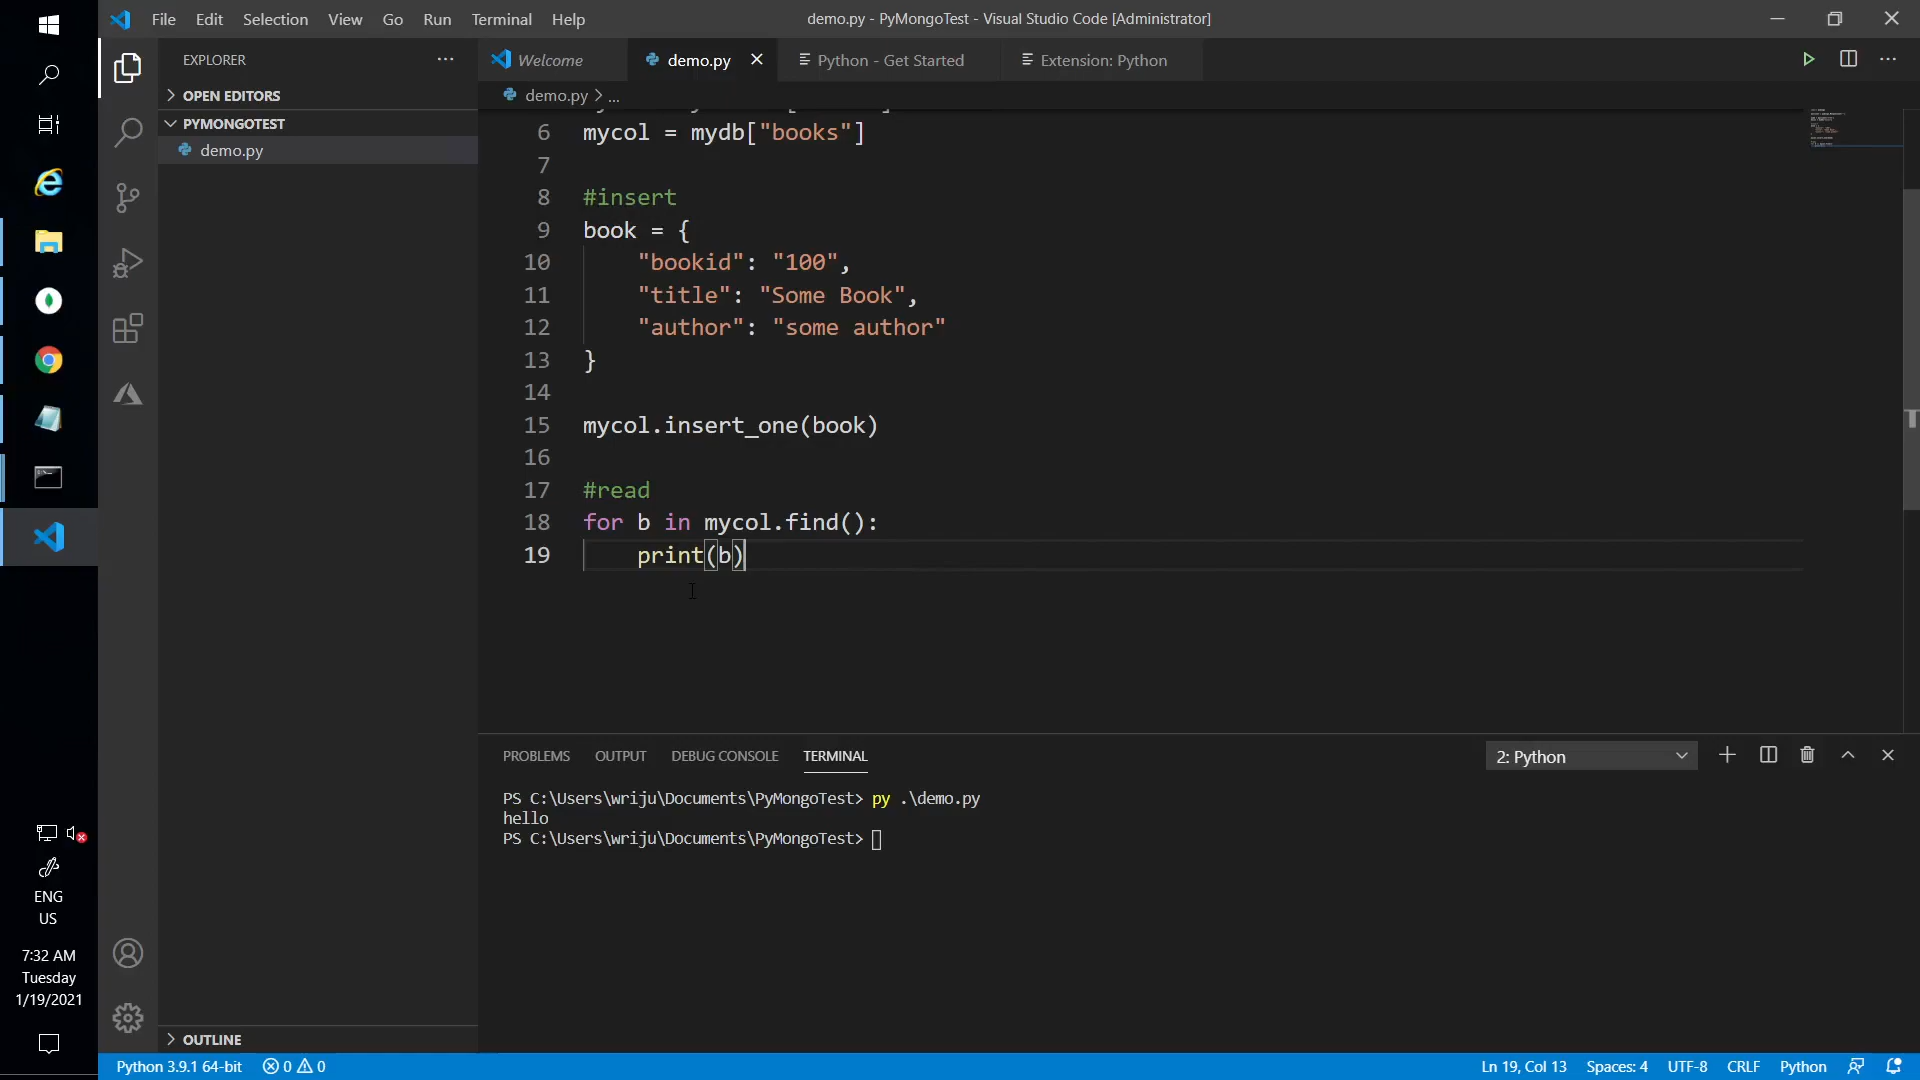 File Edit Selection View Go Run Terminal Help
demo.py - PyMongoTest - Visual Studio Code [Administrator]
EXPLORER
OPEN EDITORS
PYMONGOTEST
demo.py
Welcome
demo.py
Python - Get Started
Extension: Python
demo.py > ...
6 mycol = mydb["books"]
7
8 #insert
9 book = {
10 "bookid": "100",
11 "title": "Some Book",
12 "author": "some author"
13 }
14
15 mycol.insert_one(book)
16
17 #read
18 for b in mycol.find():
19 print(b)
PROBLEMS OUTPUT DEBUG CONSOLE TERMINAL
2: Python
PS C:\Users\wriju\Documents\PyMongoTest> py .\demo.py
hello
PS C:\Users\wriju\Documents\PyMongoTest>
ENG
US
7:32 AM
Tuesday
1/19/2021
OUTLINE
Python 3.9.1 64-bit 0 0
Ln 19, Col 13 Spaces: 4 UTF-8 CRLF Python